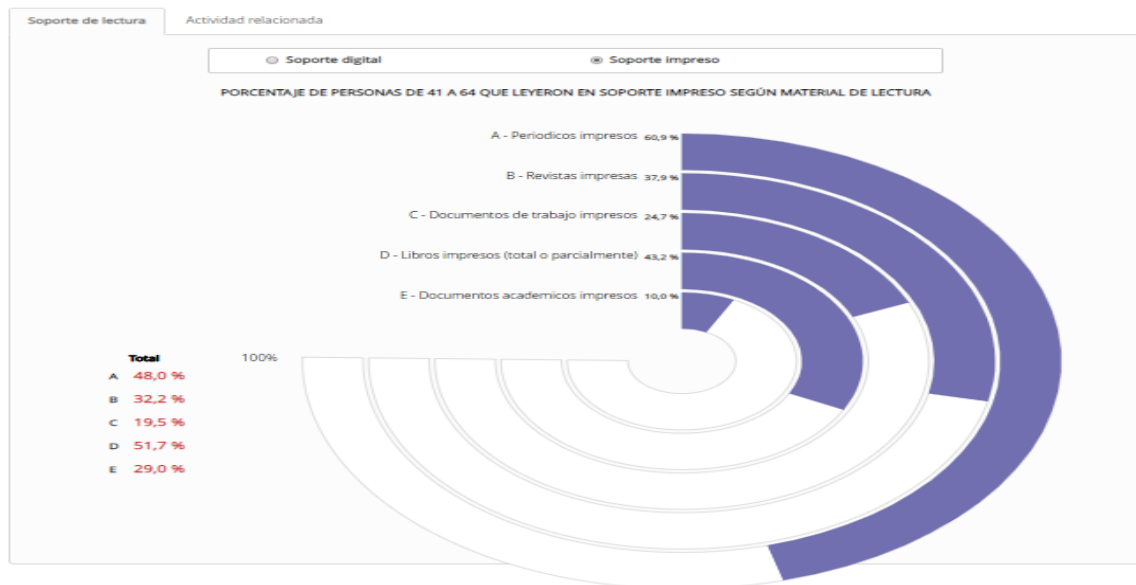 Soporte de lectura Actividad relacionada
Soporte digital Soporte impreso
PORCENTAJE DE PERSONAS DE 41 A 64 QUE LEYERON EN SOPORTE IMPRESO SEGÚN MATERIAL DE LECTURA
A - Periodicos impresos 60,9 %
B - Revistas impresas 37,9 %
C - Documentos de trabajo impresos 24,7 %
D - Libros impresos (total o parcialmente) 43,2 %
E - Documentos academicos impresos 10,0 %
Total 100%
A 48,0 %
B 32,2 %
C 19,5 %
D 51,7 %
E 29,0 %